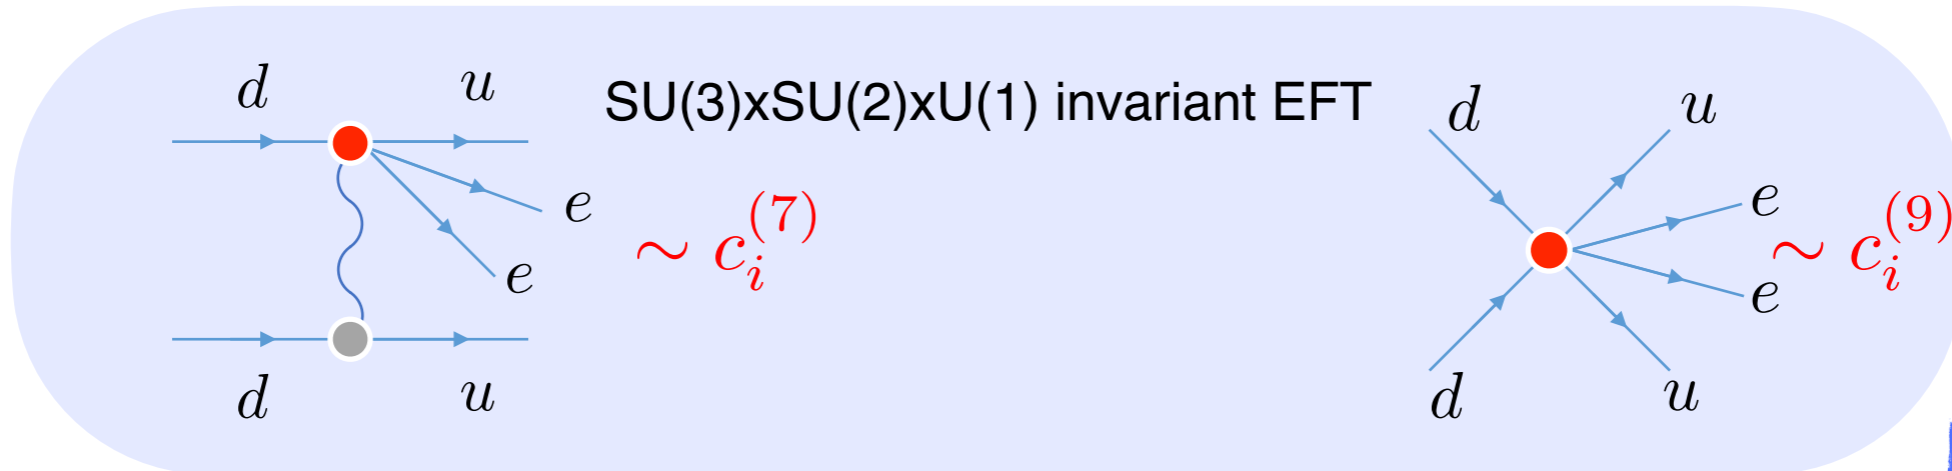 SU(3)xSU(2)xU(1) invariant EFT
d u
e
e
d u
∼ c_i^{(7)}
d u
e
e
d u
∼ c_i^{(9)}